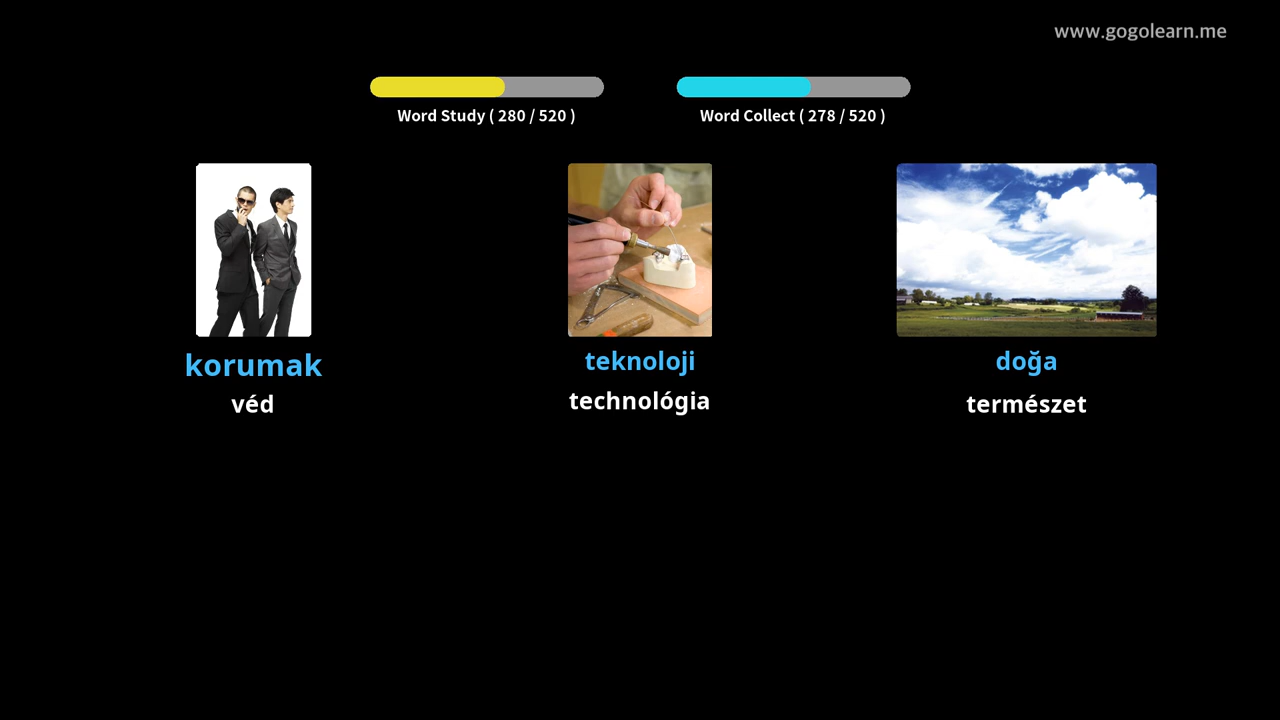 www.gogolearn.me
Word Study ( 280 / 520 )
Word Collect ( 278 / 520 )
korumak
véd
teknoloji
technológia
doğa
természet